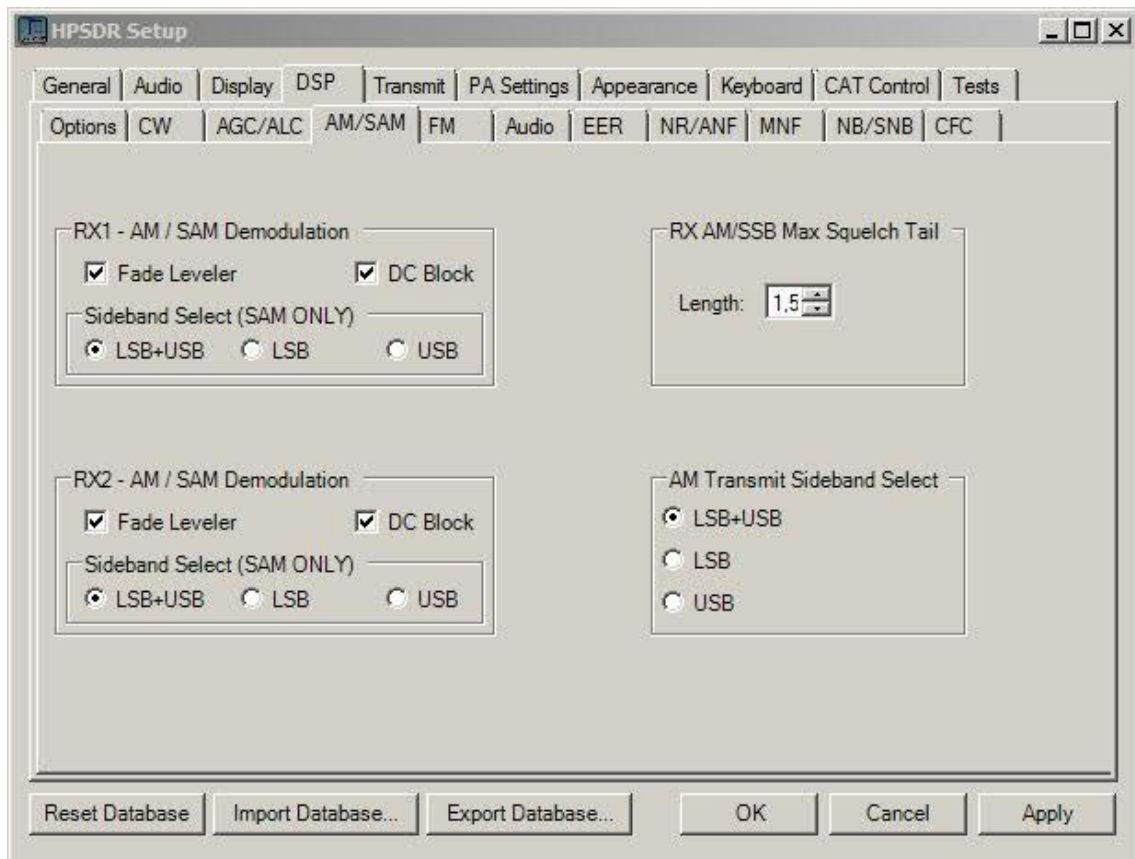 HPSDR Setup
General Audio Display DSP Transmit PA Settings Appearance Keyboard CAT Control Tests
Options CW AGC/ALC AM/SAM FM Audio EER NR/ANF MNF NB/SNB CFC
RX1 - AM / SAM Demodulation
Fade Leveler DC Block
Sideband Select (SAM ONLY)
LSB+USB LSB USB
RX AM/SSB Max Squelch Tail
Length: 1,5
RX2 - AM / SAM Demodulation
Fade Leveler DC Block
Sideband Select (SAM ONLY)
LSB+USB LSB USB
AM Transmit Sideband Select
LSB+USB
LSB
USB
Reset Database Import Database... Export Database... OK Cancel Apply